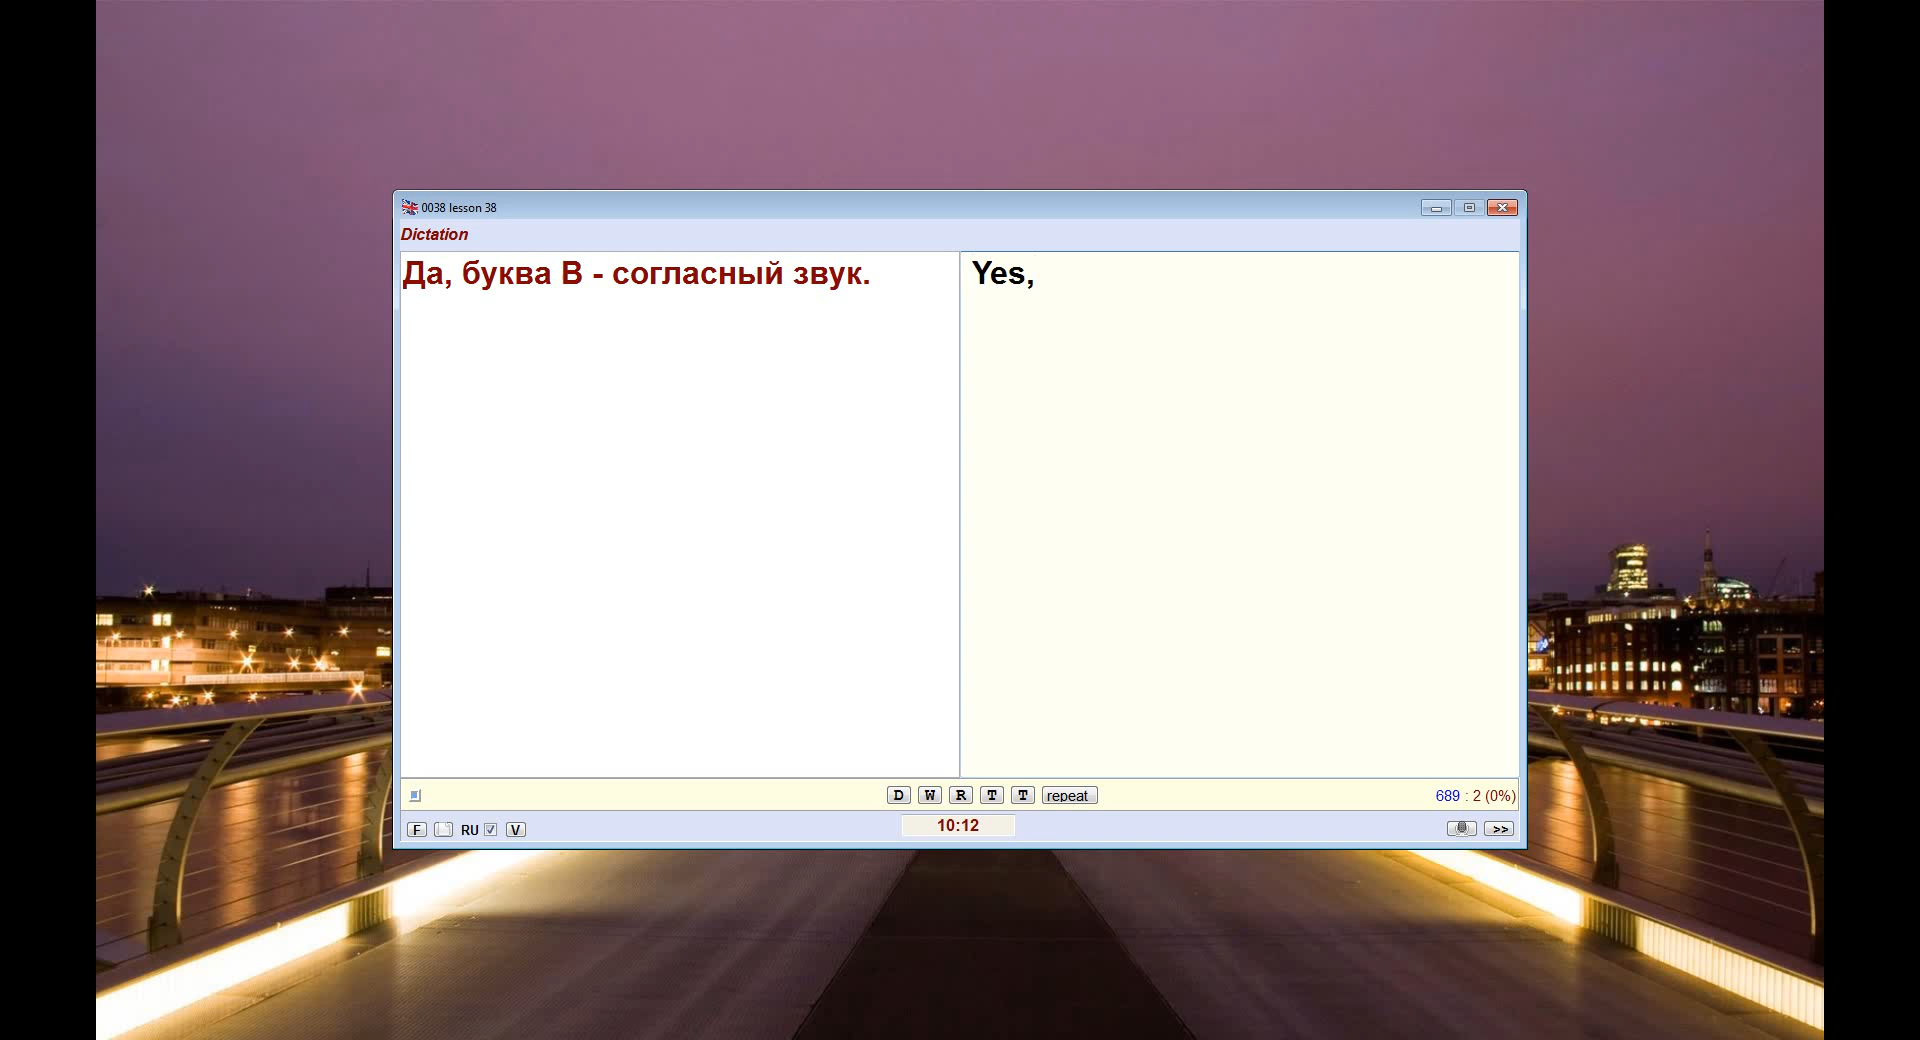 0038 lesson 38
Dictation
Да, буква В - согласный звук.
Yes,
D W R T T repeat
689 : 2 (0%)
F RU V
10:12
>>